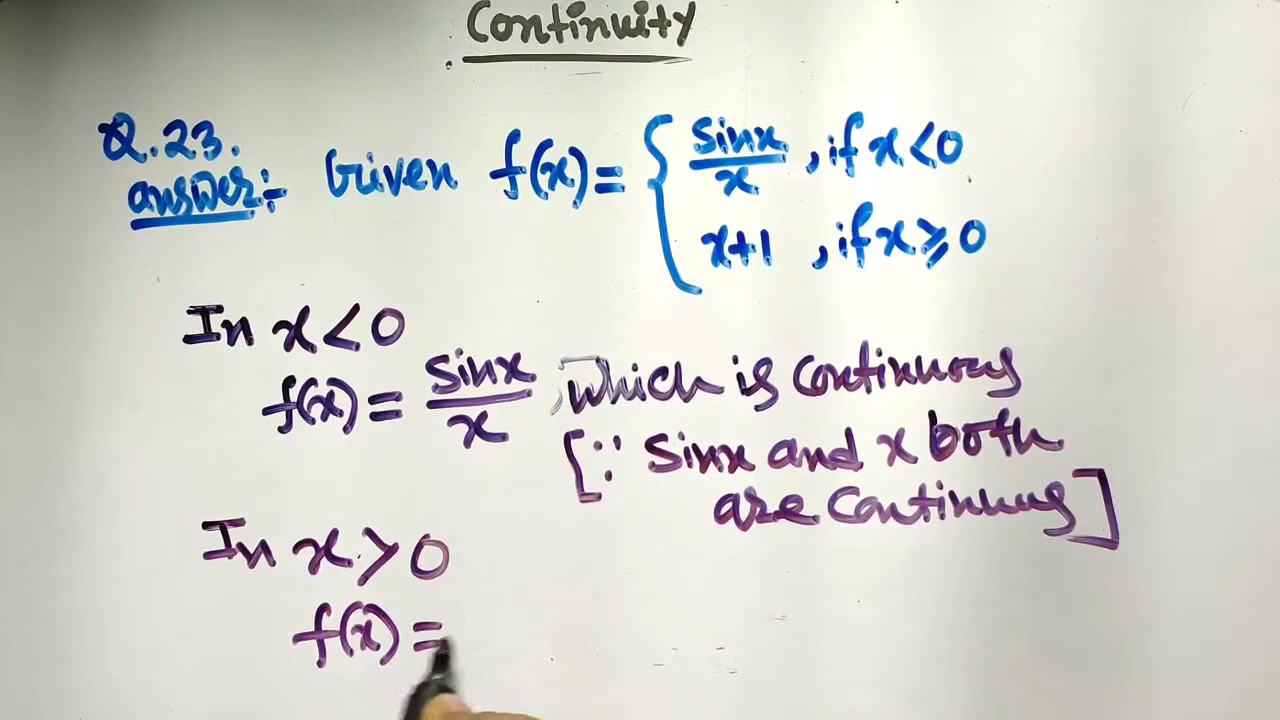 Continuity
Q.23.
answer:- Given f(x) = { sinx/x , if x < 0
x+1 , if x ⩾ 0
In x < 0
f(x) = sinx/x , which is continuous
[∵ sinx and x both
are continuous]
In x > 0
f(x) =